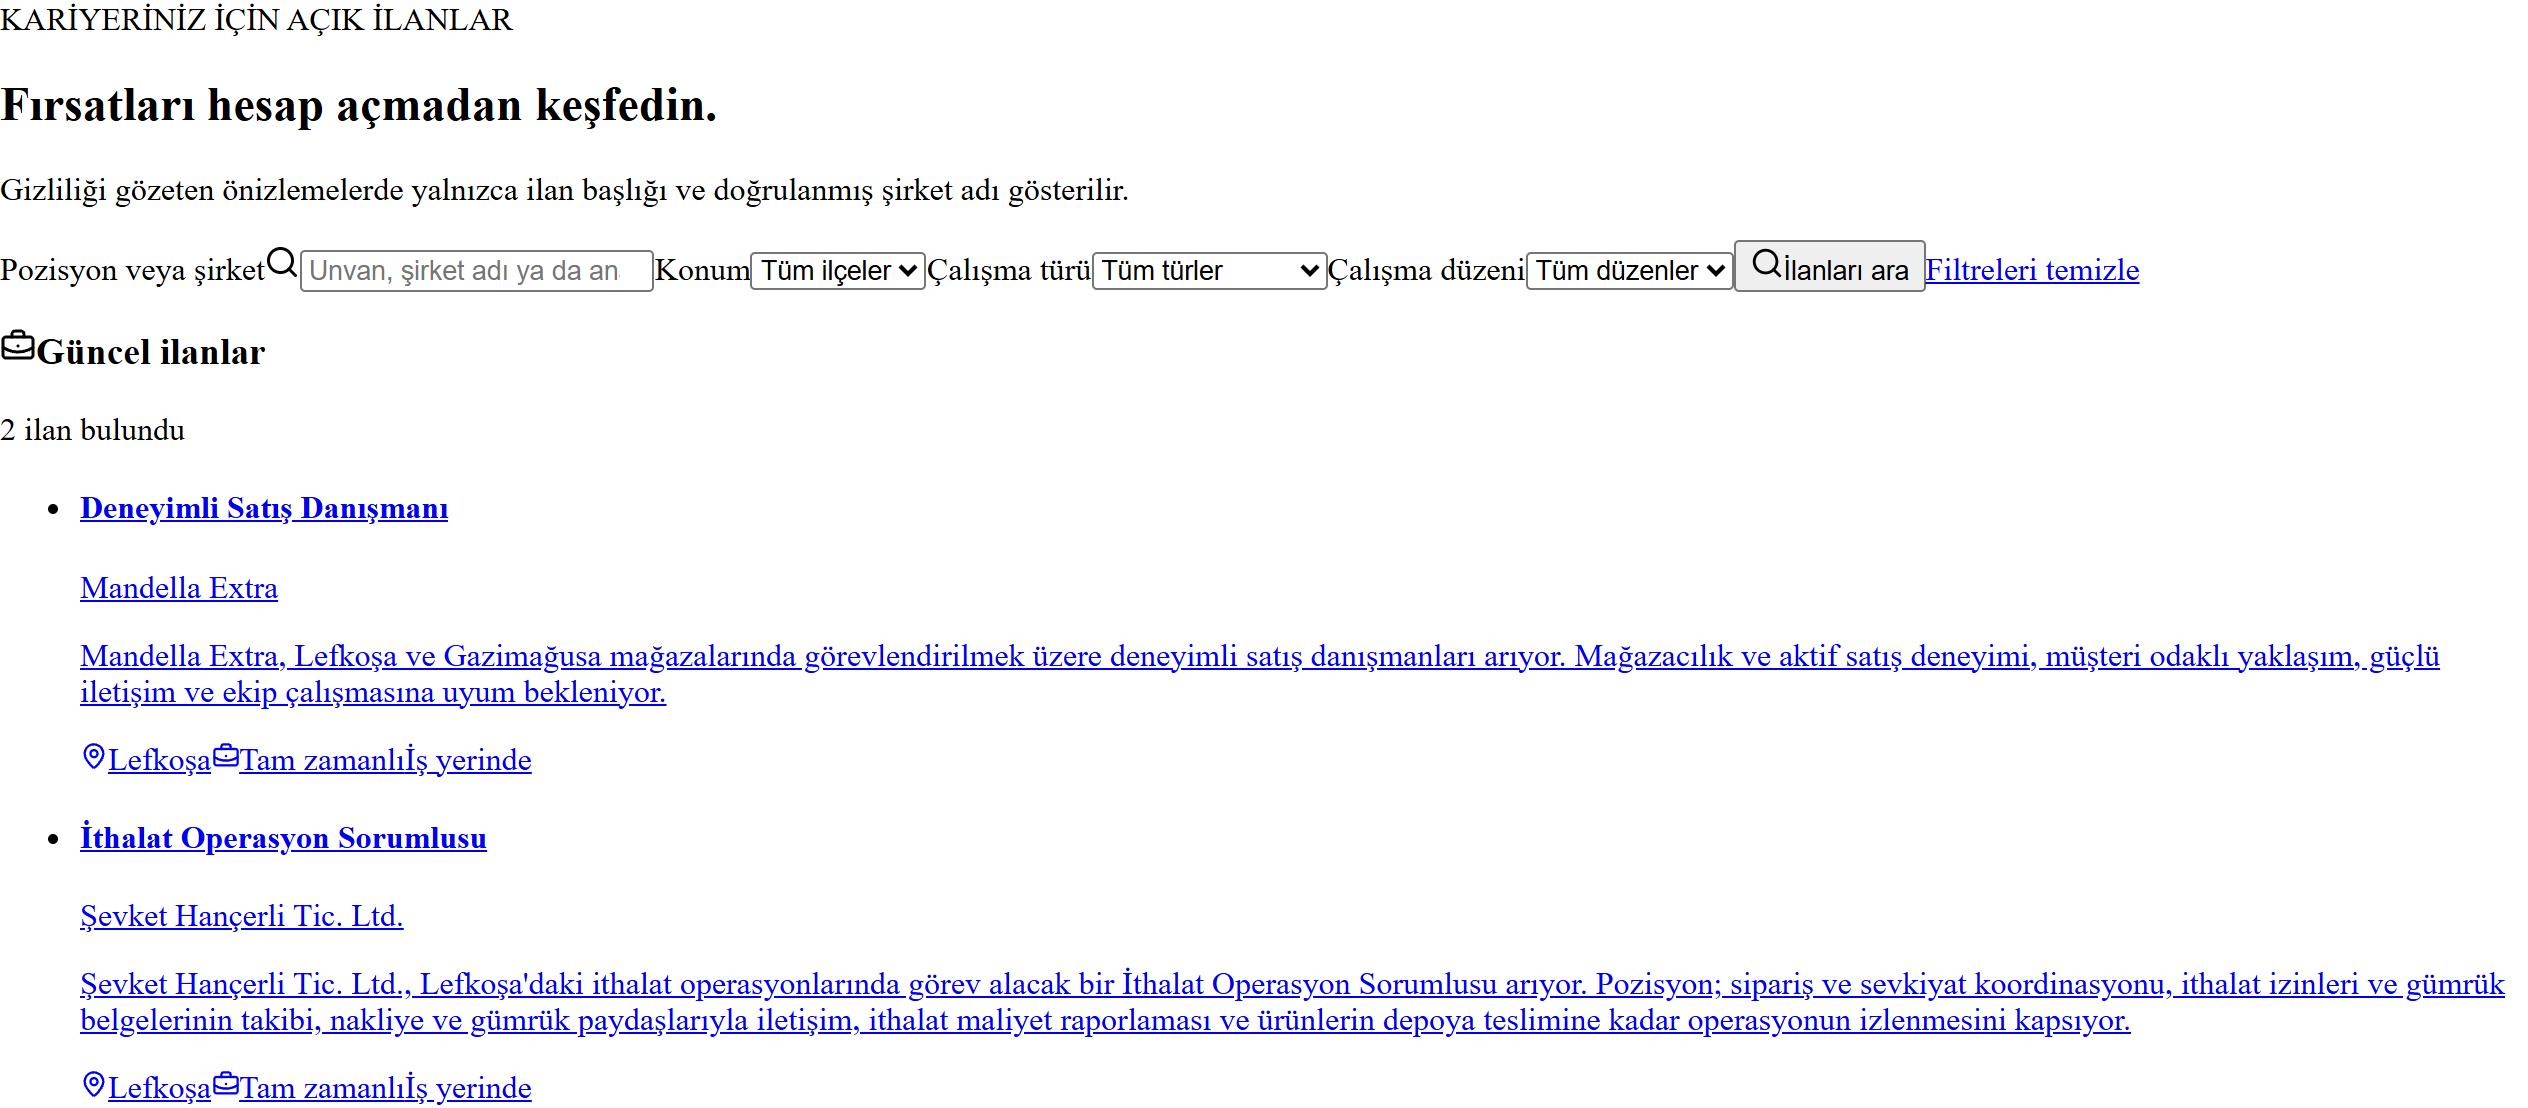 KARİYERİNİZ İÇİN AÇIK İLANLAR
Fırsatları hesap açmadan keşfedin.
Gizliliği gözeten önizlemelerde yalnızca ilan başlığı ve doğrulanmış şirket adı gösterilir.
Pozisyon veya şirket Unvan, şirket adı ya da an Konum Tüm ilçeler Çalışma türü Tüm türler Çalışma düzeni Tüm düzenler İlanları ara Filtreleri temizle
Güncel ilanlar
2 ilan bulundu
Deneyimli Satış Danışmanı
Mandella Extra
Mandella Extra, Lefkoşa ve Gazimağusa mağazalarında görevlendirilmek üzere deneyimli satış danışmanları arıyor. Mağazacılık ve aktif satış deneyimi, müşteri odaklı yaklaşım, güçlü
iletişim ve ekip çalışmasına uyum bekleniyor.
Lefkoşa Tam zamanlı İş yerinde
İthalat Operasyon Sorumlusu
Şevket Hançerli Tic. Ltd.
Şevket Hançerli Tic. Ltd., Lefkoşa'daki ithalat operasyonlarında görev alacak bir İthalat Operasyon Sorumlusu arıyor. Pozisyon; sipariş ve sevkiyat koordinasyonu, ithalat izinleri ve gümrük
belgelerinin takibi, nakliye ve gümrük paydaşlarıyla iletişim, ithalat maliyet raporlaması ve ürünlerin depoya teslimine kadar operasyonun izlenmesini kapsıyor.
Lefkoşa Tam zamanlı İş yerinde